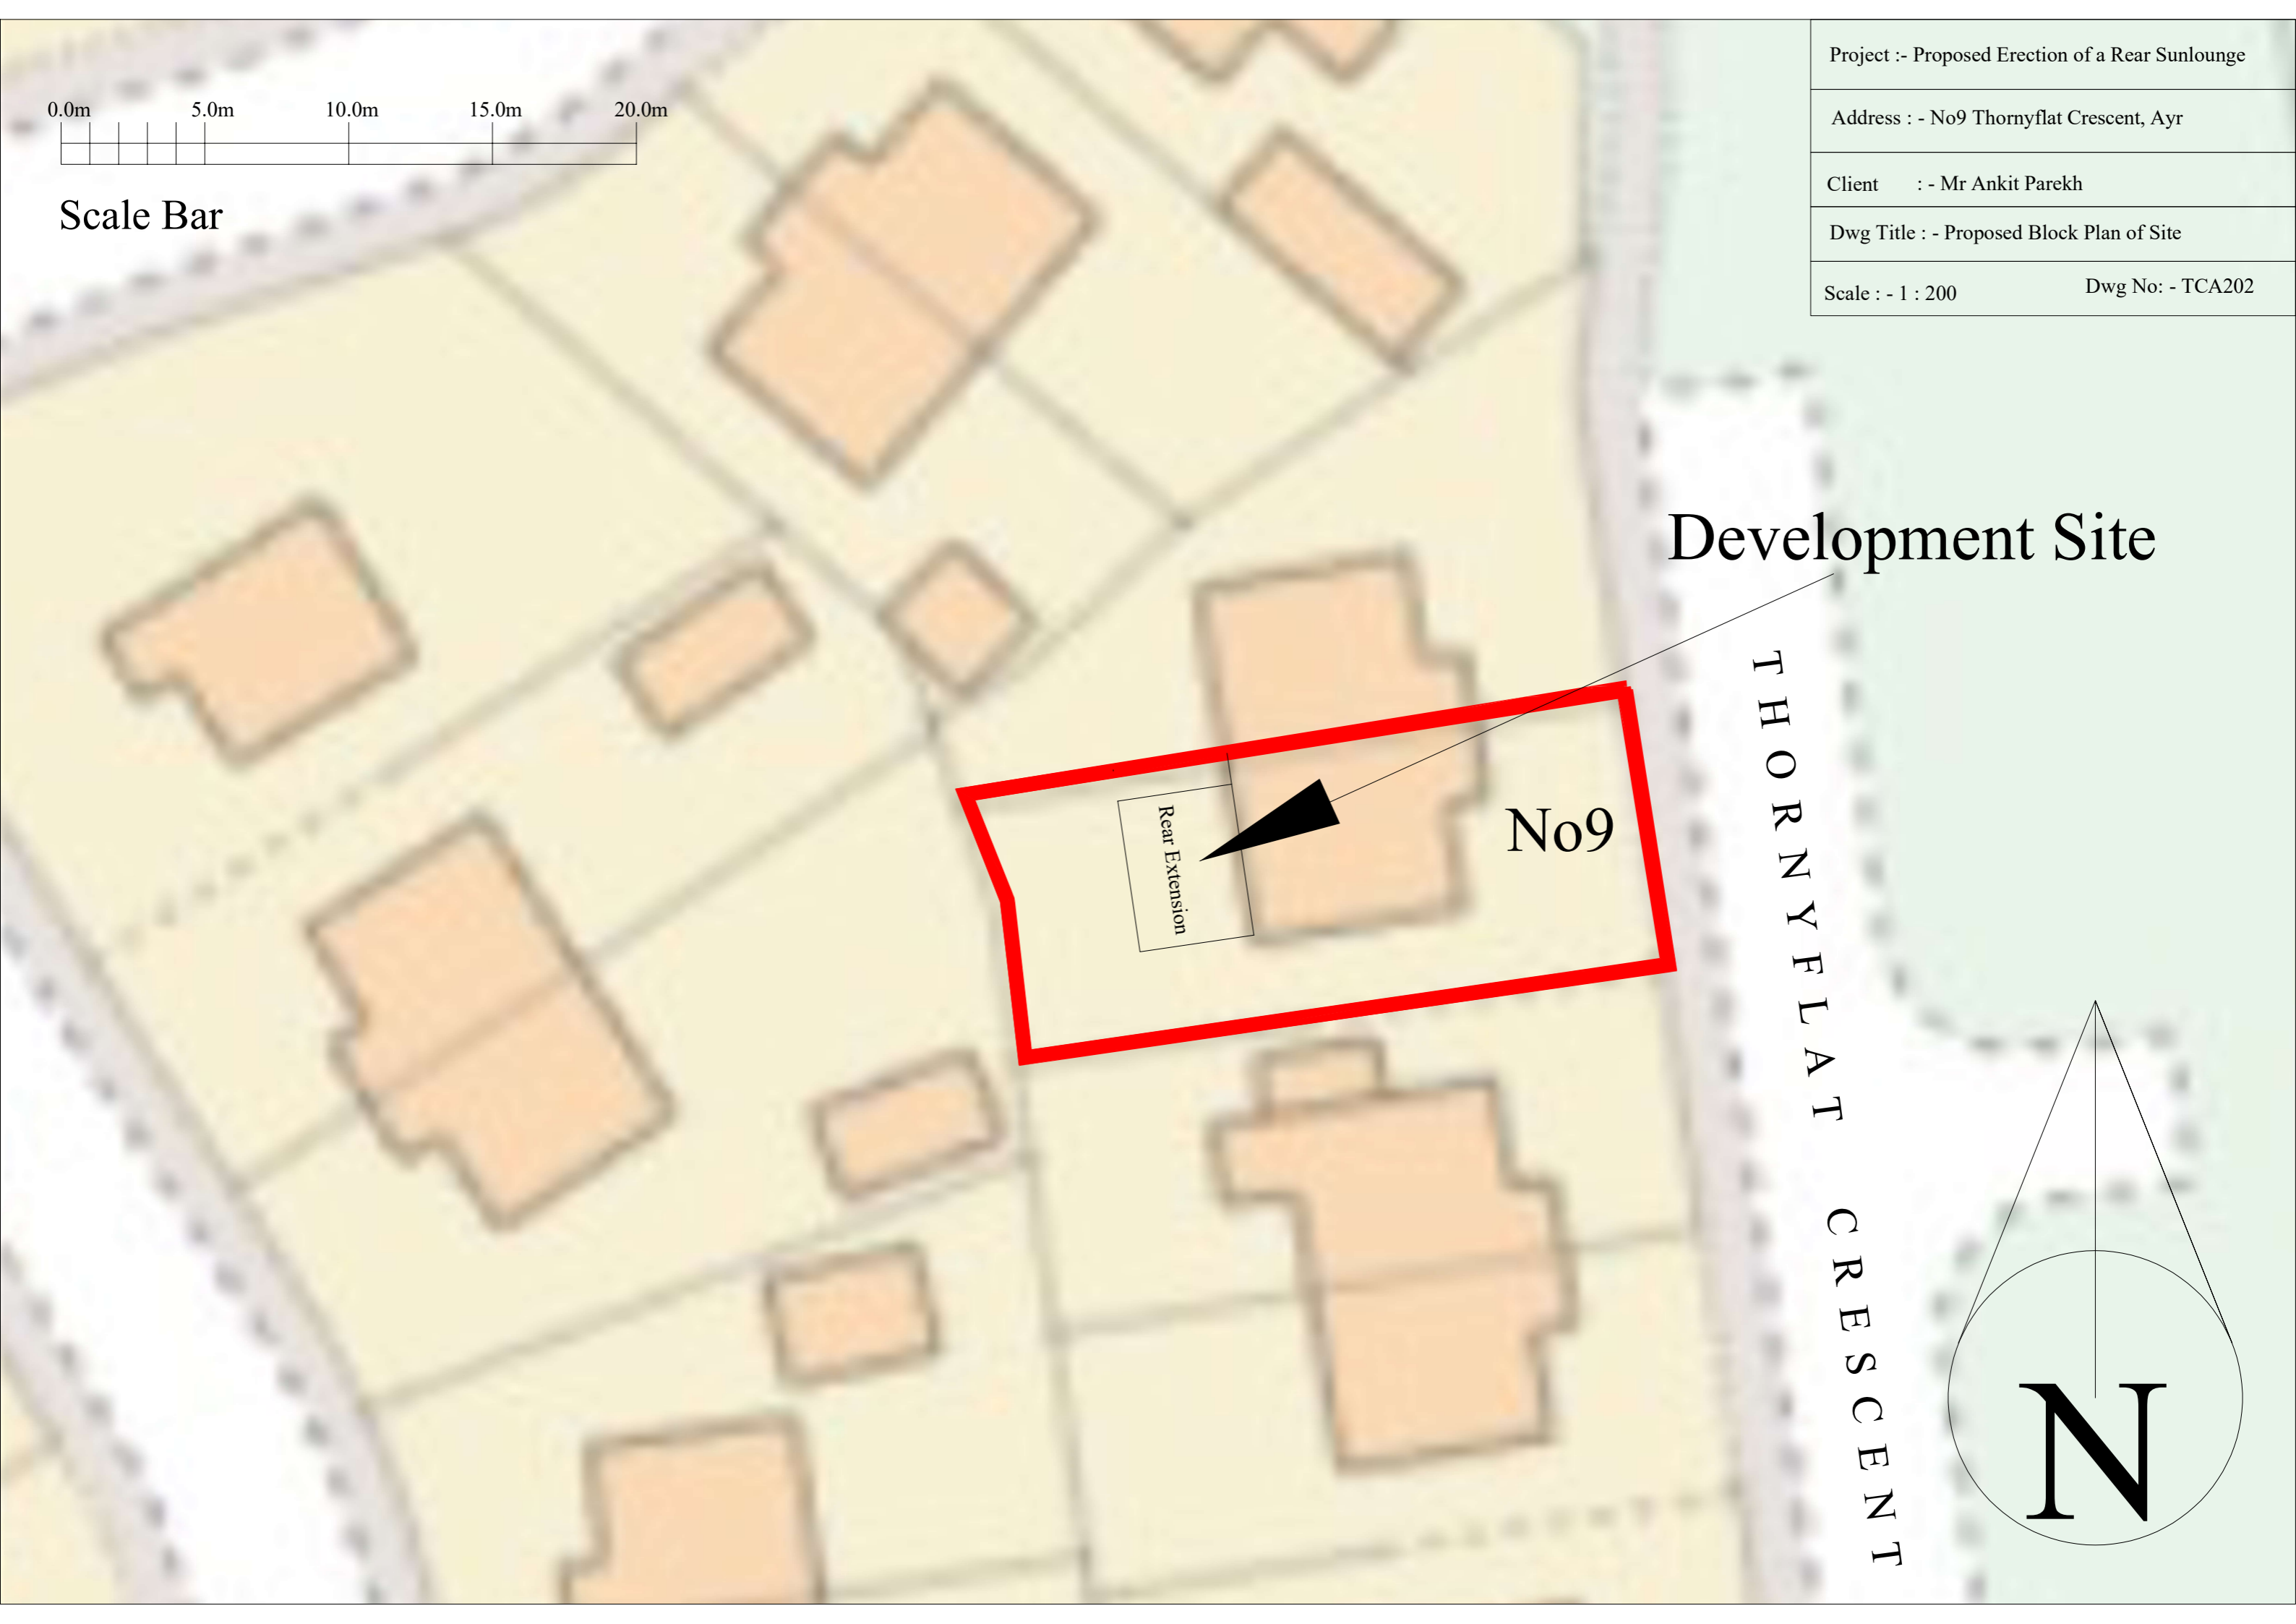 0.0m 5.0m 10.0m 15.0m 20.0m
Scale Bar
Project :- Proposed Erection of a Rear Sunlounge
Address : - No9 Thornyflat Crescent, Ayr
Client : - Mr Ankit Parekh
Dwg Title : - Proposed Block Plan of Site
Scale : - 1 : 200 Dwg No: - TCA202
Development Site
No9
Rear Extension
THORNYFLAT CRESCENT
N